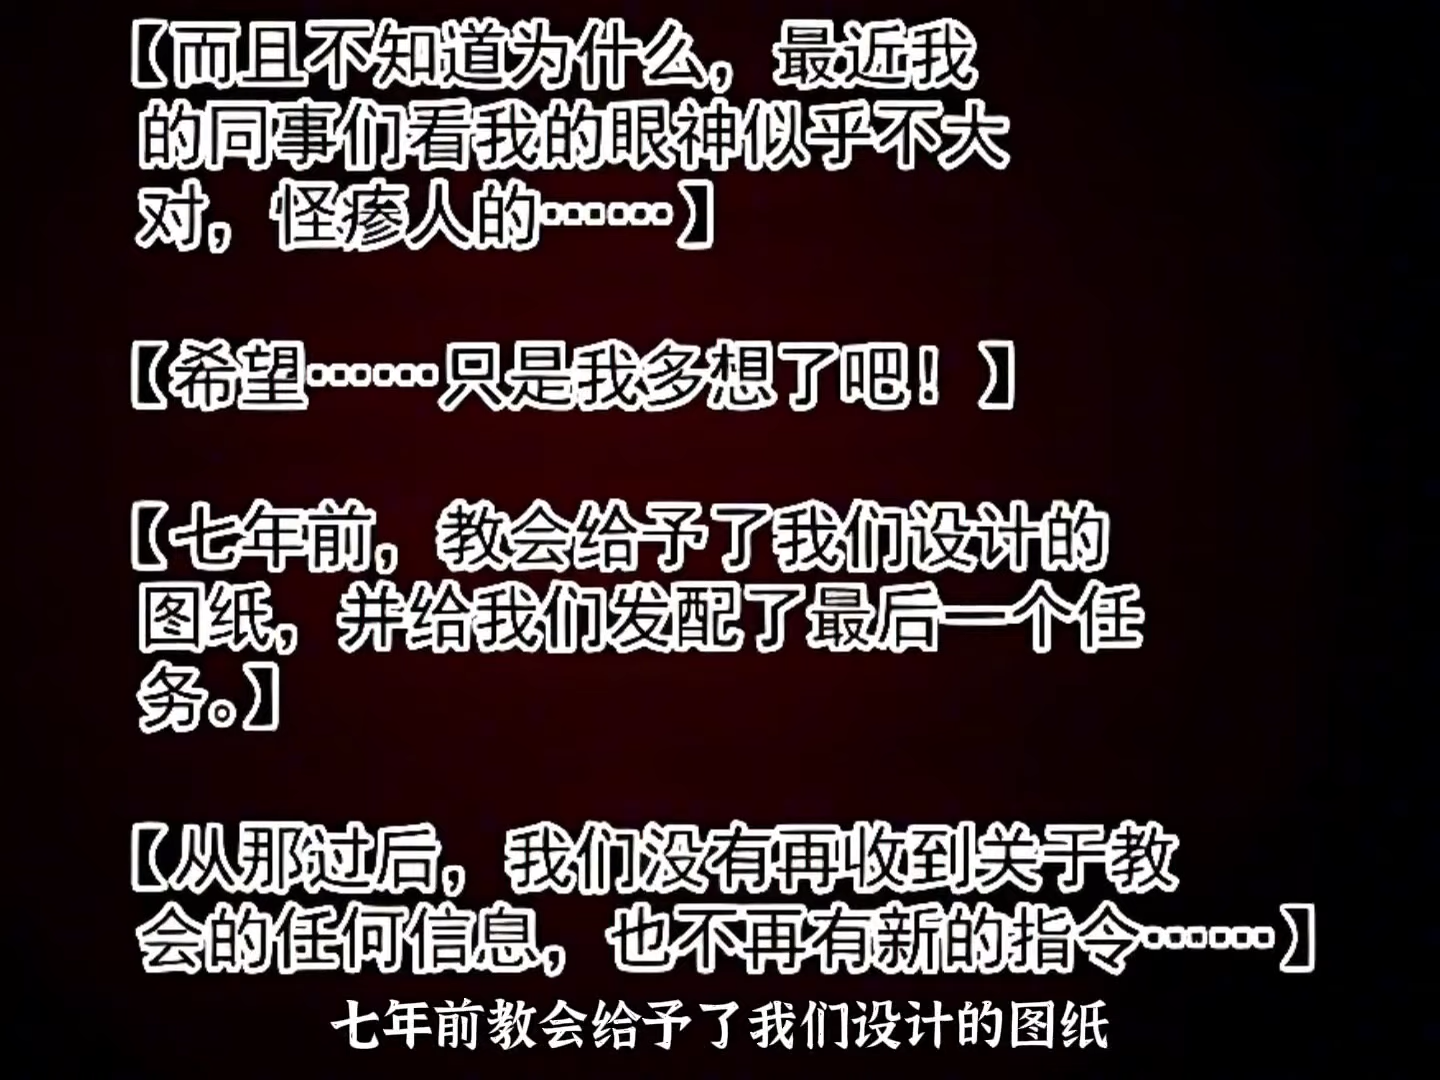 【而且不知道为什么，最近我
的同事们看我的眼神似乎不大
对，怪瘆人的……】
【希望……只是我多想了吧！】
【七年前，教会给予了我们设计的
图纸，并给我们发配了最后一个任
务。】
【从那过后，我们没有再收到关于教
会的任何信息，也不再有新的指令……】
七年前教会给予了我们设计的图纸